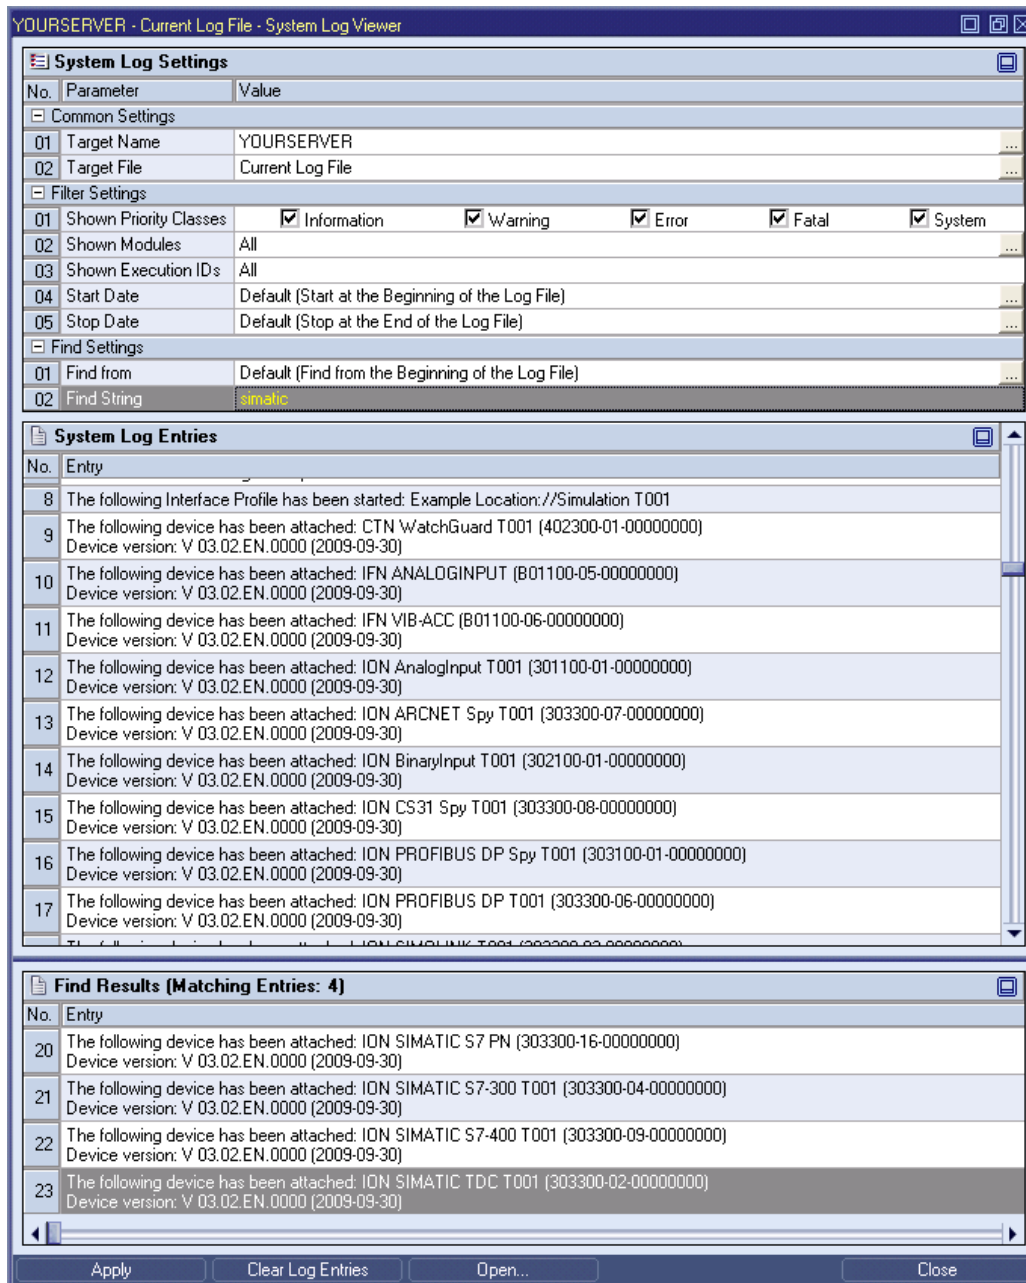 YOURSERVER - Current Log File - System Log Viewer
System Log Settings
No. Parameter Value
Common Settings
01 Target Name YOURSERVER ...
02 Target File Current Log File ...
Filter Settings
01 Shown Priority Classes Information Warning Error Fatal System
02 Shown Modules All ...
03 Shown Execution IDs All
04 Start Date Default (Start at the Beginning of the Log File) ...
05 Stop Date Default (Stop at the End of the Log File) ...
Find Settings
01 Find from Default (Find from the Beginning of the Log File) ...
02 Find String simatic
System Log Entries
No. Entry
8 The following Interface Profile has been started: Example Location://Simulation T001
9 The following device has been attached: CTN WatchGuard T001 (402300-01-00000000)
Device version: V 03.02.EN.0000 (2009-09-30)
10 The following device has been attached: IFN ANALOGINPUT (B01100-05-00000000)
Device version: V 03.02.EN.0000 (2009-09-30)
11 The following device has been attached: IFN VIB-ACC (B01100-06-00000000)
Device version: V 03.02.EN.0000 (2009-09-30)
12 The following device has been attached: ION AnalogInput T001 (301100-01-00000000)
Device version: V 03.02.EN.0000 (2009-09-30)
13 The following device has been attached: ION ARCNET Spy T001 (303300-07-00000000)
Device version: V 03.02.EN.0000 (2009-09-30)
14 The following device has been attached: ION BinaryInput T001 (302100-01-00000000)
Device version: V 03.02.EN.0000 (2009-09-30)
15 The following device has been attached: ION CS31 Spy T001 (303300-08-00000000)
Device version: V 03.02.EN.0000 (2009-09-30)
16 The following device has been attached: ION PROFIBUS DP Spy T001 (303100-01-00000000)
Device version: V 03.02.EN.0000 (2009-09-30)
17 The following device has been attached: ION PROFIBUS DP T001 (303300-06-00000000)
Device version: V 03.02.EN.0000 (2009-09-30)
Find Results (Matching Entries: 4)
No. Entry
20 The following device has been attached: ION SIMATIC S7 PN (303300-16-00000000)
Device version: V 03.02.EN.0000 (2009-09-30)
21 The following device has been attached: ION SIMATIC S7-300 T001 (303300-04-00000000)
Device version: V 03.02.EN.0000 (2009-09-30)
22 The following device has been attached: ION SIMATIC S7-400 T001 (303300-09-00000000)
Device version: V 03.02.EN.0000 (2009-09-30)
23 The following device has been attached: ION SIMATIC TDC T001 (303300-02-00000000)
Device version: V 03.02.EN.0000 (2009-09-30)
Apply Clear Log Entries Open... Close